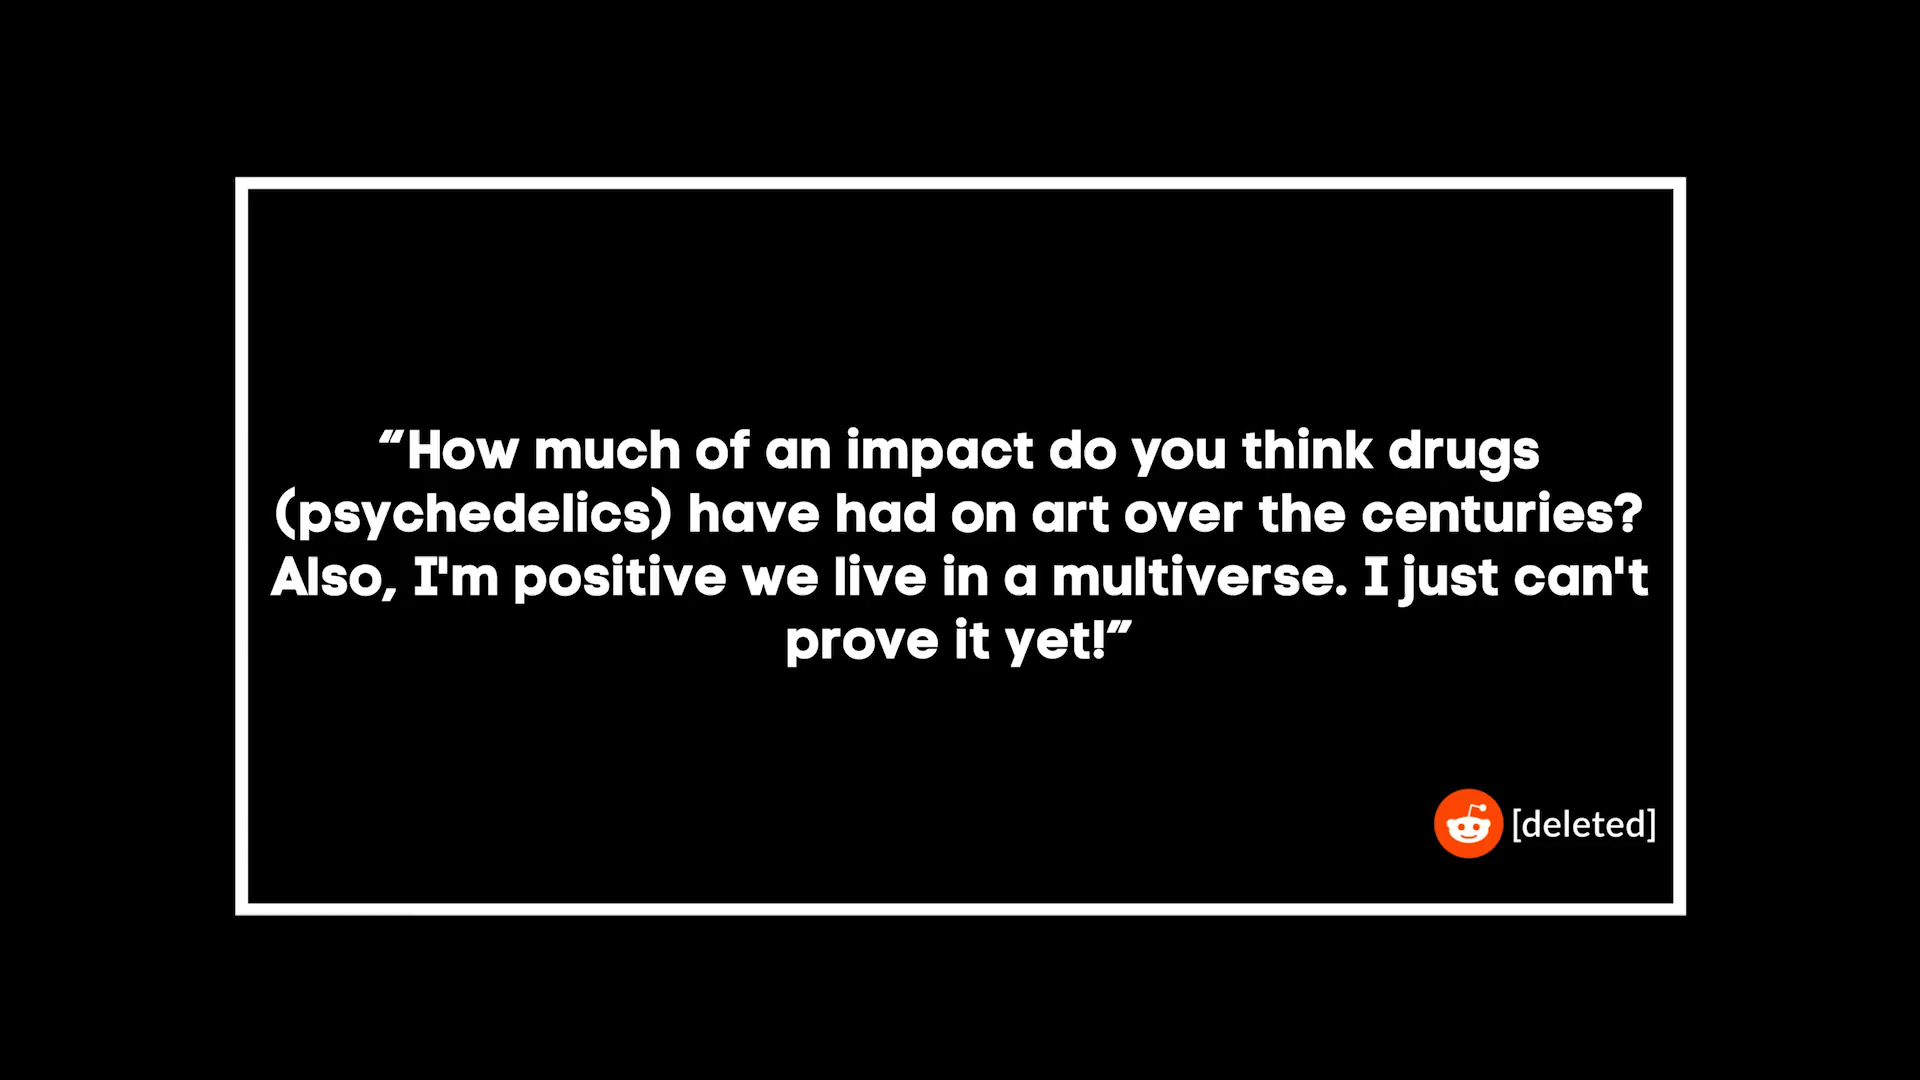 “How much of an impact do you think drugs
(psychedelics) have had on art over the centuries?
Also, I'm positive we live in a multiverse. I just can't
prove it yet!”
[deleted]